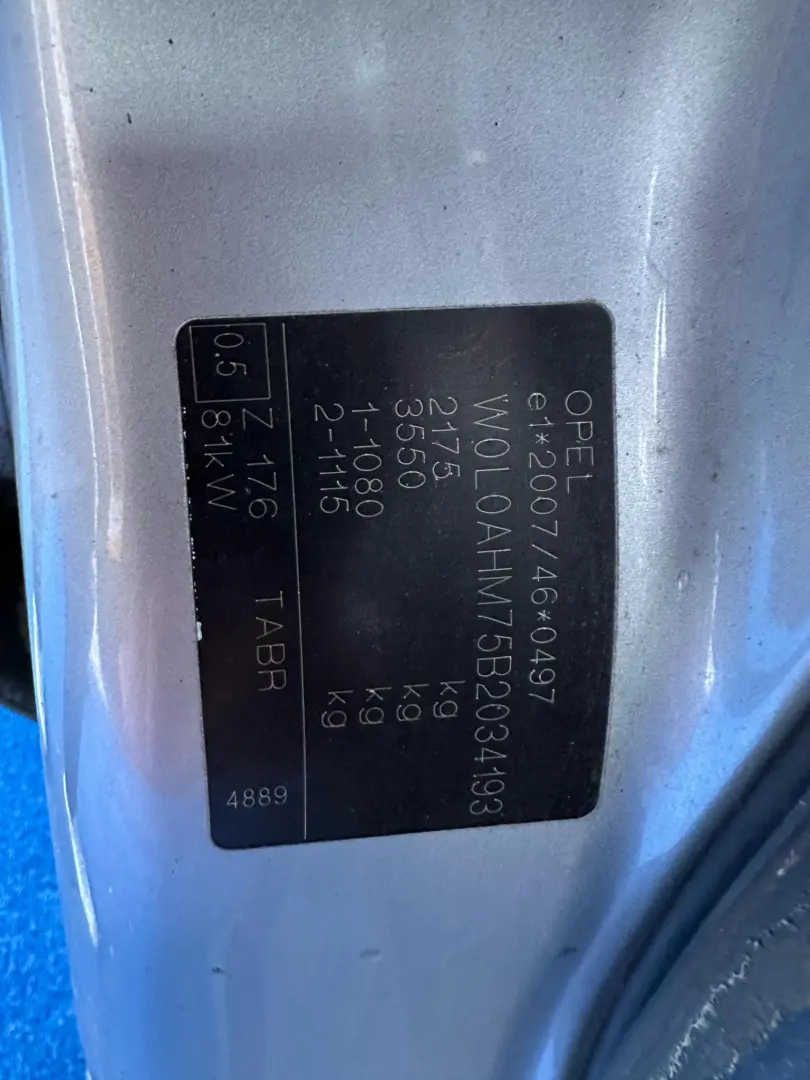 OPEL
e1*2007/46*0497
W0L0AHM75B2034193
2175 kg
3550 kg
1-1080 kg
2-1115 kg
0.5 Z 176 TABR 4889
81kW